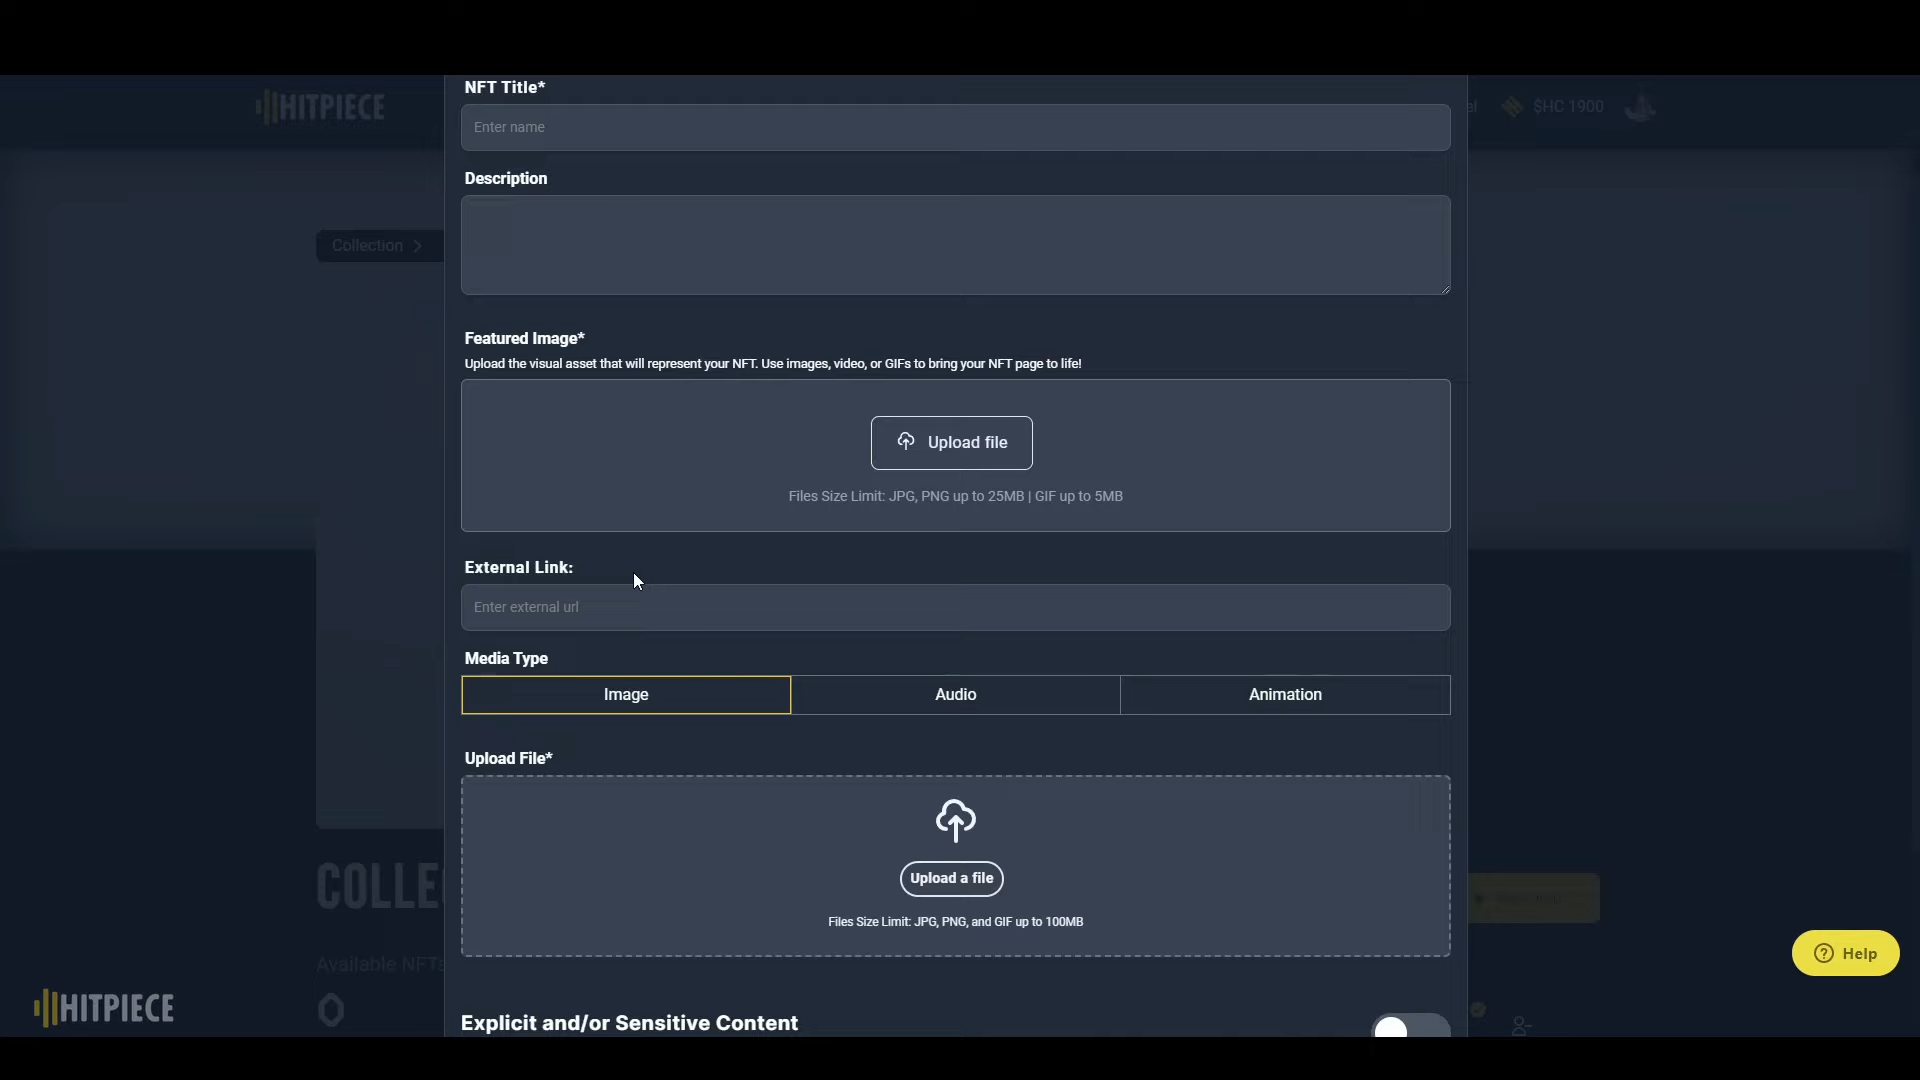 NFT Title*
HITPIECE
$HC 1900
Enter name
Description
Collection >
Featured Image*
Upload the visual asset that will represent your NFT. Use images, video, or GIFs to bring your NFT page to life!
Upload file
Files Size Limit: JPG, PNG up to 25MB | GIF up to 5MB
External Link:
Enter external url
Media Type
Image
Audio
Animation
Upload File*
Upload a file
Files Size Limit: JPG, PNG, and GIF up to 100MB
COLLE
Available NFTs
Help
HITPIECE
0
Explicit and/or Sensitive Content